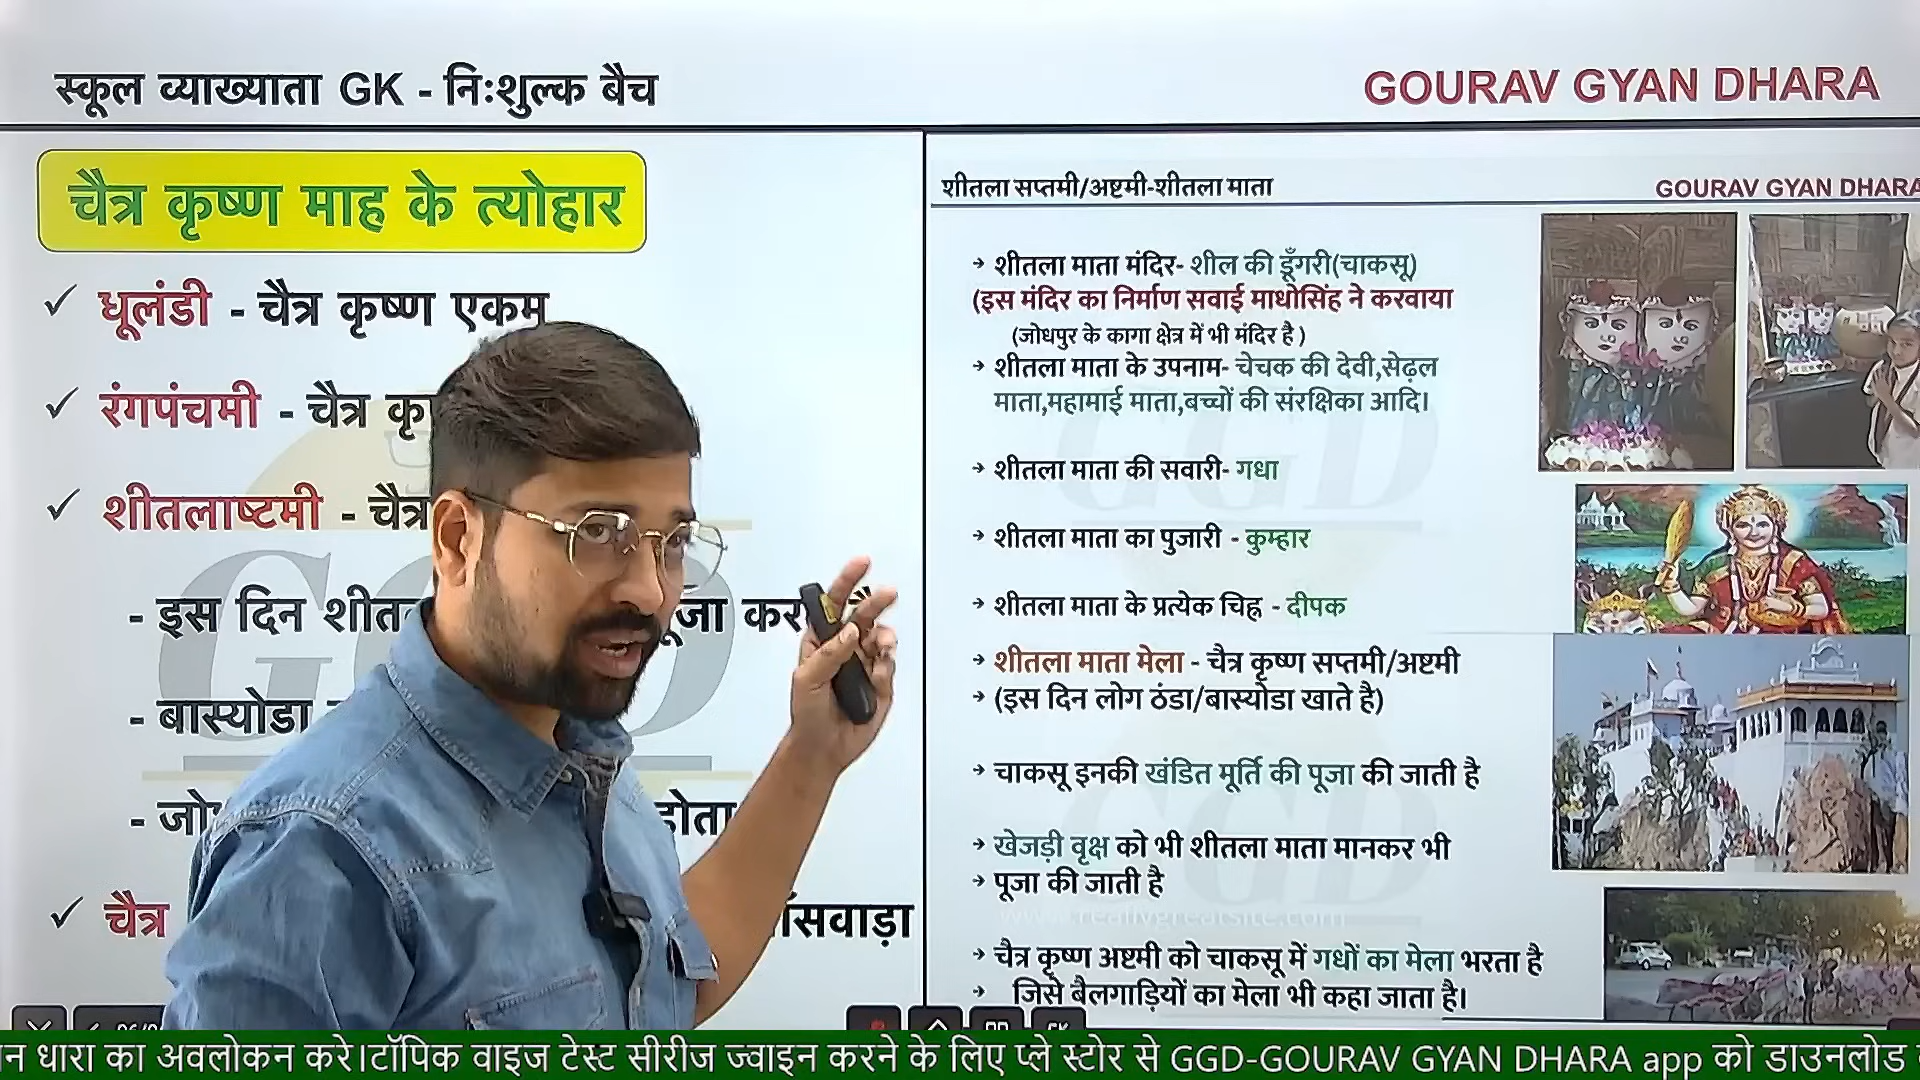 स्कूल व्याख्याता GK - निःशुल्क बैच
GOURAV GYAN DHARA
चैत्र कृष्ण माह के त्योहार
✓ धूलंडी - चैत्र कृष्ण एकम
✓ रंगपंचमी - चैत्र
✓ शीतलाष्टमी - चैत्र
- इस दिन
- बास्योडा
-
✓ चैत्र
शीतला सप्तमी/अष्टमी-शीतला माता
GOURAV GYAN DHARA
→ शीतला माता मंदिर- शील की डूँगरी(चाकसू)
(इस मंदिर का निर्माण सवाई माधोसिंह ने करवाया
(जोधपुर के कागा क्षेत्र में भी मंदिर है )
→ शीतला माता के उपनाम- चेचक की देवी,सेढ़ल
माता,महामाई माता,बच्चों की संरक्षिका आदि।
→ शीतला माता की सवारी- गधा
→ शीतला माता का पुजारी - कुम्हार
→ शीतला माता के प्रत्येक चिह्न - दीपक
→ शीतला माता मेला - चैत्र कृष्ण सप्तमी/अष्टमी
→ (इस दिन लोग ठंडा/बास्योडा खाते है)
→ चाकसू इनकी खंडित मूर्ति की पूजा की जाती है
→ खेजड़ी वृक्ष को भी शीतला माता मानकर भी
→ पूजा की जाती है
www.reallygreatsite.com
→ चैत्र कृष्ण अष्टमी को चाकसू में गधों का मेला भरता है
→ जिसे बैलगाड़ियों का मेला भी कहा जाता है।
धारा का अवलोकन करे।टॉपिक वाइज टेस्ट सीरीज ज्वाइन करने के लिए प्ले स्टोर से GGD-GOURAV GYAN DHARA app को डाउनलोड